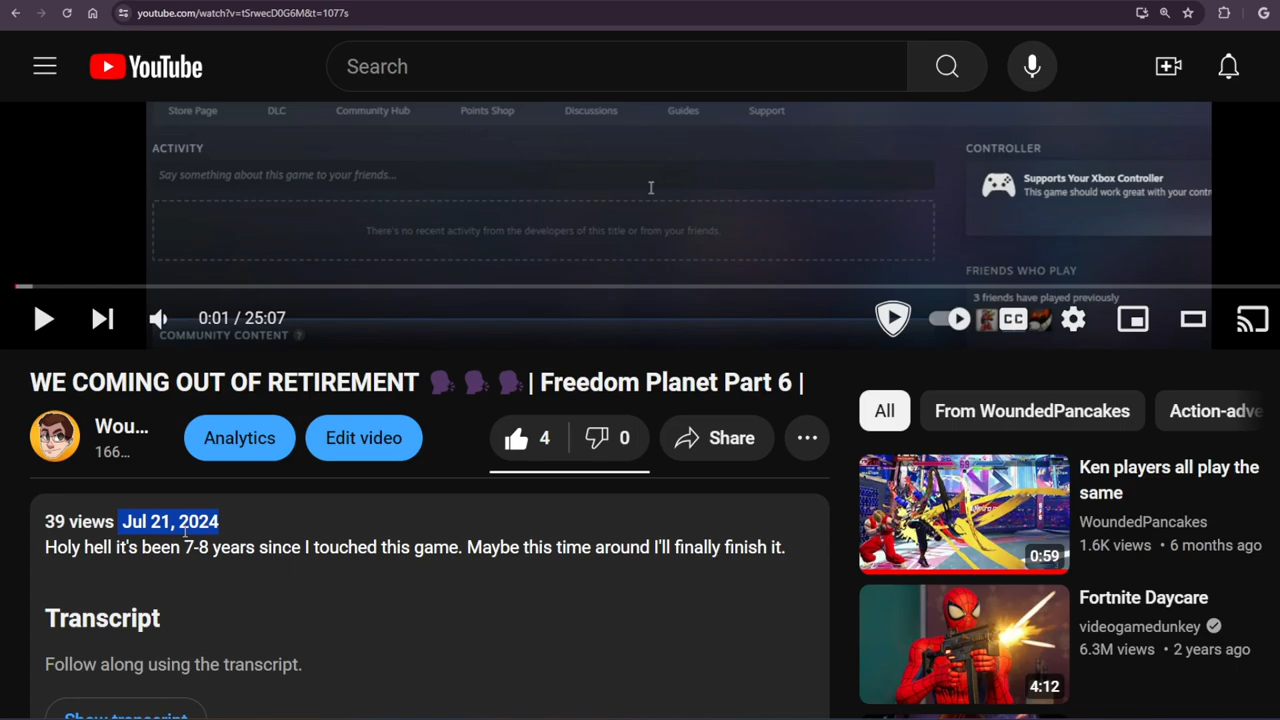 youtube.com/watch?v=tSrwecD0G6M&t=1077s
YouTube
Search
Store Page DLC Community Hub Points Shop Discussions Guides Support
ACTIVITY
Say something about this game to your friends...
There's no recent activity from the developers of this title or from your friends.
CONTROLLER
Supports Your Xbox Controller
This game should work great with your
FRIENDS WHO PLAY
3 friends have played previously
0:01 / 25:07
CC
COMMUNITY CONTENT ?
WE COMING OUT OF RETIREMENT 🗣 🗣 🗣 | Freedom Planet Part 6 |
Wou...
166...
Analytics
Edit video
4
0
Share
39 views Jul 21, 2024
Holy hell it's been 7-8 years since I touched this game. Maybe this time around I'll finally finish it.
Transcript
Follow along using the transcript.
Show transcript
All
From WoundedPancakes
Action-adve
Ken players all play the
same
WoundedPancakes
1.6K views • 6 months ago
0:59
Fortnite Daycare
videogamedunkey
6.3M views • 2 years ago
4:12